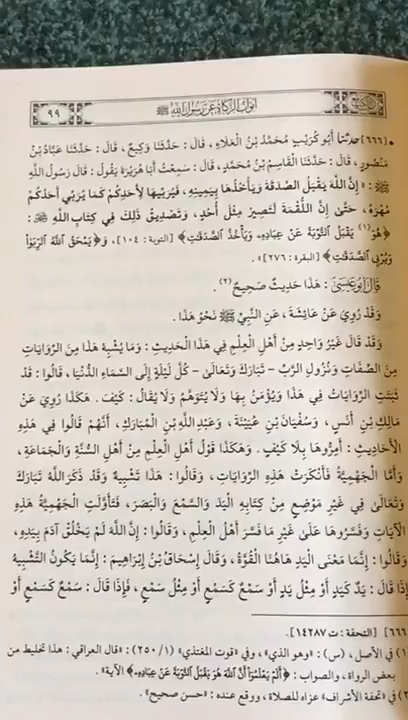 أبواب الزكاة عن رسول الله ﷺ
٩٩
• [٦٦٦] حدثنا أَبُو كُرَيْبٍ مُحَمَّدُ بْنُ الْعَلَاءِ، قَالَ: حَدَّثَنَا وَكِيعٌ، قَالَ: حَدَّثَنَا عَبَّادُ بْنُ
مَنْصُورٍ، قَالَ: حَدَّثَنَا الْقَاسِمُ بْنُ مُحَمَّدٍ، قَالَ: سَمِعْتُ أَبَا هُرَيْرَةَ يَقُولُ: قَالَ رَسُولُ اللَّهِ
ﷺ: «إِنَّ اللَّهَ يَقْبَلُ الصَّدَقَةَ وَيَأْخُذُهَا بِيَمِينِهِ، فَيُرَبِّيهَا لِأَحَدِكُمْ كَمَا يُرَبِّي أَحَدُكُمْ
مُهْرَهُ، حَتَّى إِنَّ اللُّقْمَةَ لَتَصِيرُ مِثْلَ أُحُدٍ، وَتَصْدِيقُ ذَلِكَ فِي كِتَابِ اللَّهِ ﷻ:
﴿هُوَ(١) يَقْبَلُ التَّوْبَةَ عَنْ عِبَادِهِ وَيَأْخُذُ الصَّدَقَاتِ﴾ [التوبة: ١٠٤]، وَ﴿يَمْحَقُ اللَّهُ الرِّبَوٰا
وَيُرْبِي الصَّدَقَاتِ﴾ [البقرة: ٢٧٦]».
قَالَ أَبُو عِيسَىٰ: هَذَا حَدِيثٌ صَحِيحٌ(٢).
وَقَدْ رُوِيَ عَنْ عَائِشَةَ، عَنِ النَّبِيِّ ﷺ نَحْوُ هَذَا.
وَقَدْ قَالَ غَيْرُ وَاحِدٍ مِنْ أَهْلِ الْعِلْمِ فِي هَذَا الْحَدِيثِ: وَمَا يُشْبِهُ هَذَا مِنَ الرِّوَايَاتِ
مِنَ الصِّفَاتِ وَنُزُولِ الرَّبِّ - تَبَارَكَ وَتَعَالَى - كُلَّ لَيْلَةٍ إِلَى السَّمَاءِ الدُّنْيَا، قَالُوا: قَدْ
ثَبَتَتِ الرِّوَايَاتُ فِي هَذَا وَيُؤْمَنُ بِهَا وَلَا يُتَوَهَّمُ وَلَا يُقَالُ: كَيْفَ. هَكَذَا رُوِيَ عَنْ
مَالِكِ بْنِ أَنَسٍ، وَسُفْيَانَ بْنِ عُيَيْنَةَ، وَعَبْدِ اللَّهِ بْنِ الْمُبَارَكِ، أَنَّهُمْ قَالُوا فِي هَذِهِ
الْأَحَادِيثِ: أَمِرُّوهَا بِلَا كَيْفٍ. وَهَكَذَا قَوْلُ أَهْلِ الْعِلْمِ مِنْ أَهْلِ السُّنَّةِ وَالْجَمَاعَةِ،
وَأَمَّا الْجَهْمِيَّةُ فَأَنْكَرَتْ هَذِهِ الرِّوَايَاتِ، وَقَالُوا: هَذَا تَشْبِيهٌ وَقَدْ ذَكَرَ اللَّهُ تَبَارَكَ
وَتَعَالَى فِي غَيْرِ مَوْضِعٍ مِنْ كِتَابِهِ الْيَدَ وَالسَّمْعَ وَالْبَصَرَ، فَتَأَوَّلَتِ الْجَهْمِيَّةُ هَذِهِ
الْآيَاتِ وَفَسَّرُوهَا عَلَى غَيْرِ مَا فَسَّرَ أَهْلُ الْعِلْمِ، وَقَالُوا: إِنَّ اللَّهَ لَمْ يَخْلُقْ آدَمَ بِيَدِهِ،
وَقَالُوا: إِنَّمَا مَعْنَى الْيَدِ هَاهُنَا الْقُوَّةُ، وَقَالَ إِسْحَاقُ بْنُ إِبْرَاهِيمَ: إِنَّمَا يَكُونُ التَّشْبِيهُ
إِذَا قَالَ: يَدٌ كَيَدٍ أَوْ مِثْلُ يَدٍ أَوْ سَمْعٌ كَسَمْعٍ أَوْ مِثْلُ سَمْعٍ، فَإِذَا قَالَ: سَمْعٌ كَسَمْعٍ أَوْ
[٦٦٦] [التحفة: ت ١٤٢٨٧].
(١) في الأصل، (س): «وهو الذي»، وفي «قوت المغتذي» (١/ ٢٥٠): «قال العراقي: هذا تخليط من
بعض الرواة، والصواب: ﴿أَلَمْ يَعْلَمُوا أَنَّ اللَّهَ هُوَ يَقْبَلُ التَّوْبَةَ عَنْ عِبَادِهِ﴾ الآية».
(٢) في «تحفة الأشراف» عزاه للصلاة، ووقع عنده: «حسن صحيح».